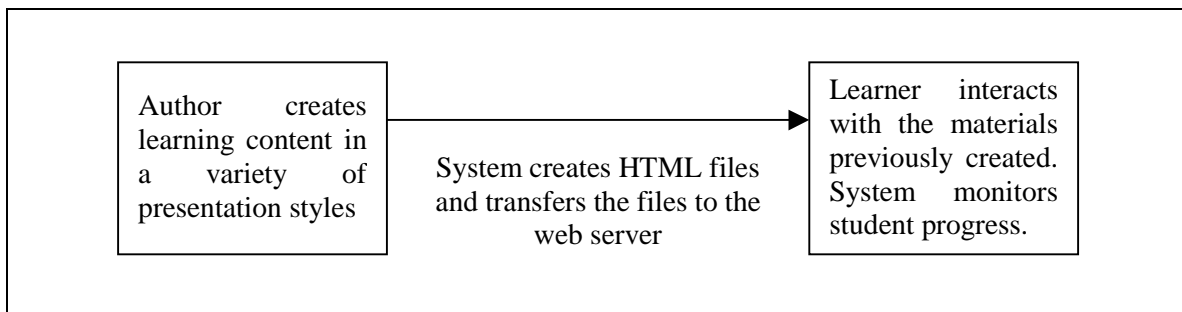 Author creates
learning content in
a variety of
presentation styles
System creates HTML files
and transfers the files to the
web server
Learner interacts
with the materials
previously created.
System monitors
student progress.